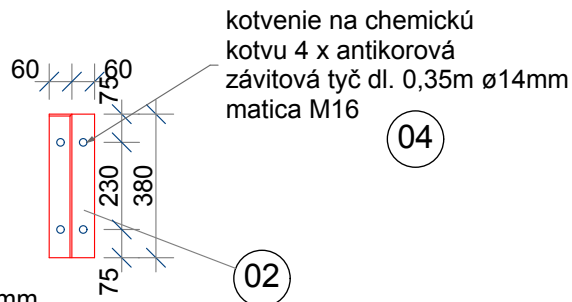 kotvenie na chemickú
kotvu 4 x antikorová
závitová tyč dl. 0,35m ø14mm
matica M16
60
60
75
04
230
380
75
02
mm